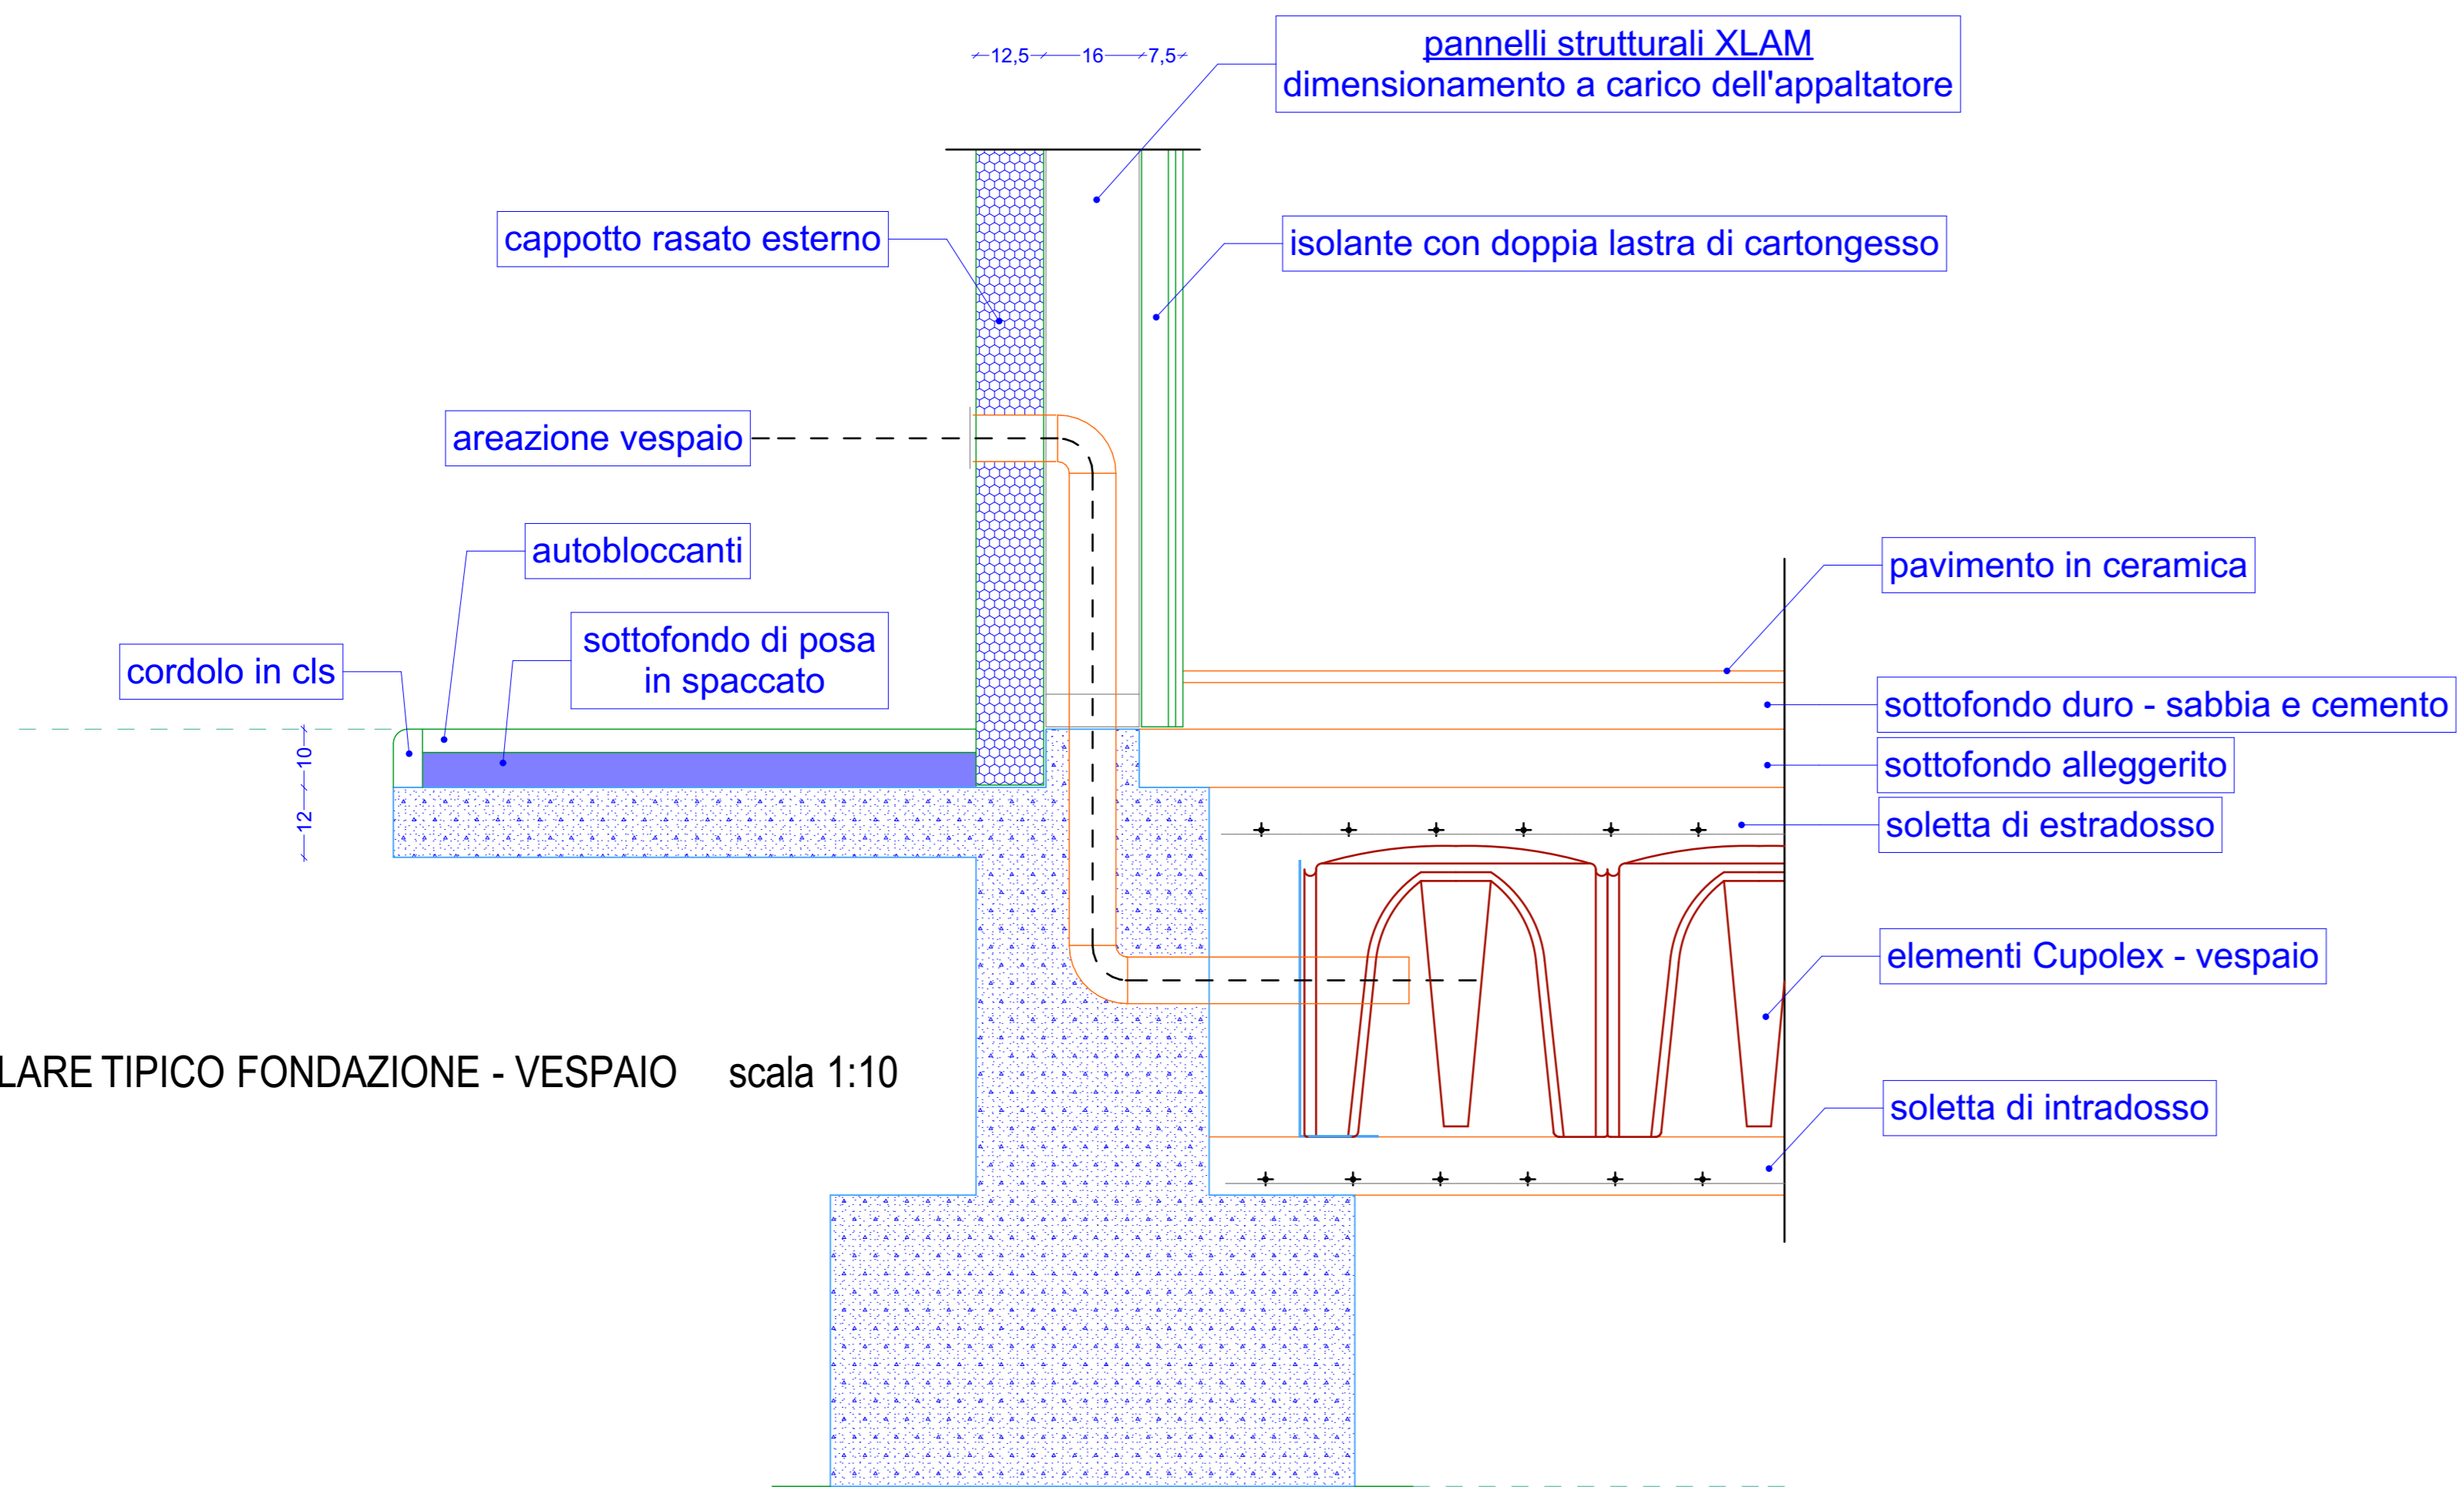 12,5 16 7,5
pannelli strutturali XLAM
dimensionamento a carico dell'appaltatore
cappotto rasato esterno
isolante con doppia lastra di cartongesso
areazione vespaio
autobloccanti
pavimento in ceramica
sottofondo di posa
in spaccato
cordolo in cls
sottofondo duro - sabbia e cemento
10
sottofondo alleggerito
12
soletta di estradosso
elementi Cupolex - vespaio
LARE TIPICO FONDAZIONE - VESPAIO scala 1:10
soletta di intradosso